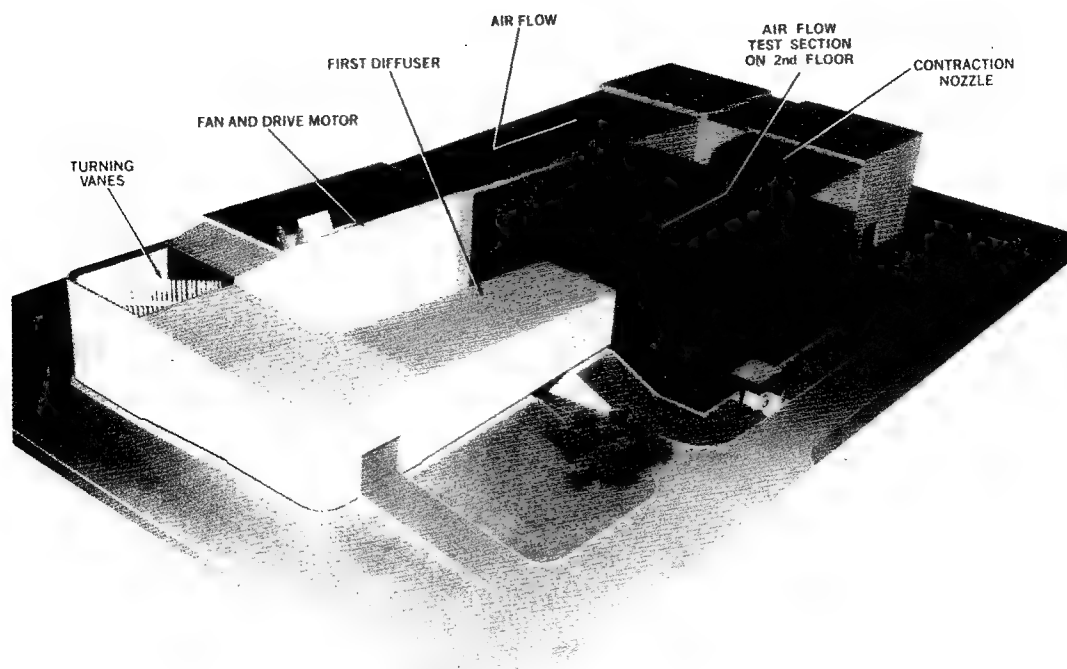 AIR FLOW
AIR FLOW
TEST SECTION
ON 2nd FLOOR
FIRST DIFFUSER
CONTRACTION
NOZZLE
FAN AND DRIVE MOTOR
TURNING
VANES